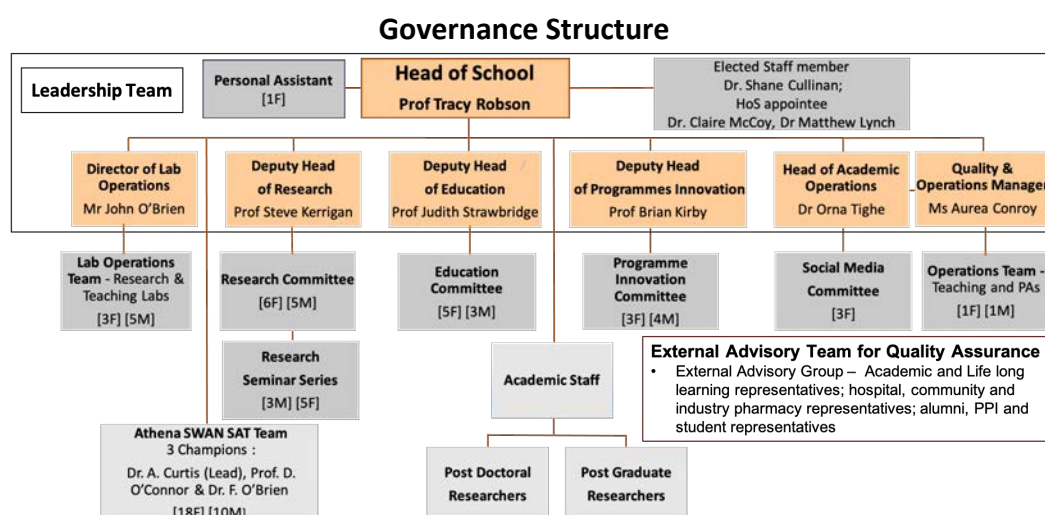 Governance Structure
Leadership Team
Personal Assistant
[1F]
Head of School
Prof Tracy Robson
Elected Staff member
Dr. Shane Cullinan;
HoS appointee
Dr. Claire McCoy, Dr Matthew Lynch
Director of Lab
Operations
Mr John O'Brien
Deputy Head
of Research
Prof Steve Kerrigan
Deputy Head
of Education
Prof Judith Strawbridge
Deputy Head
of Programmes Innovation
Prof Brian Kirby
Head of Academic
Operations
Dr Orna Tighe
Quality &
Operations Manager
Ms Aurea Conroy
Lab Operations
Team - Research &
Teaching Labs
[3F] [5M]
Research Committee
[6F] [5M]
Education
Committee
[5F] [3M]
Programme
Innovation
Committee
[3F] [4M]
Social Media
Committee
[3F]
Operations Team -
Teaching and PAs
[1F] [1M]
Research
Seminar Series
[3M] [5F]
Academic Staff
External Advisory Team for Quality Assurance
• External Advisory Group – Academic and Life long
learning representatives; hospital, community and
industry pharmacy representatives; alumni, PPI and
student representatives
Athena SWAN SAT Team
3 Champions :
Dr. A. Curtis (Lead), Prof. D.
O'Connor & Dr. F. O'Brien
[18F] [10M]
Post Doctoral
Researchers
Post Graduate
Researchers